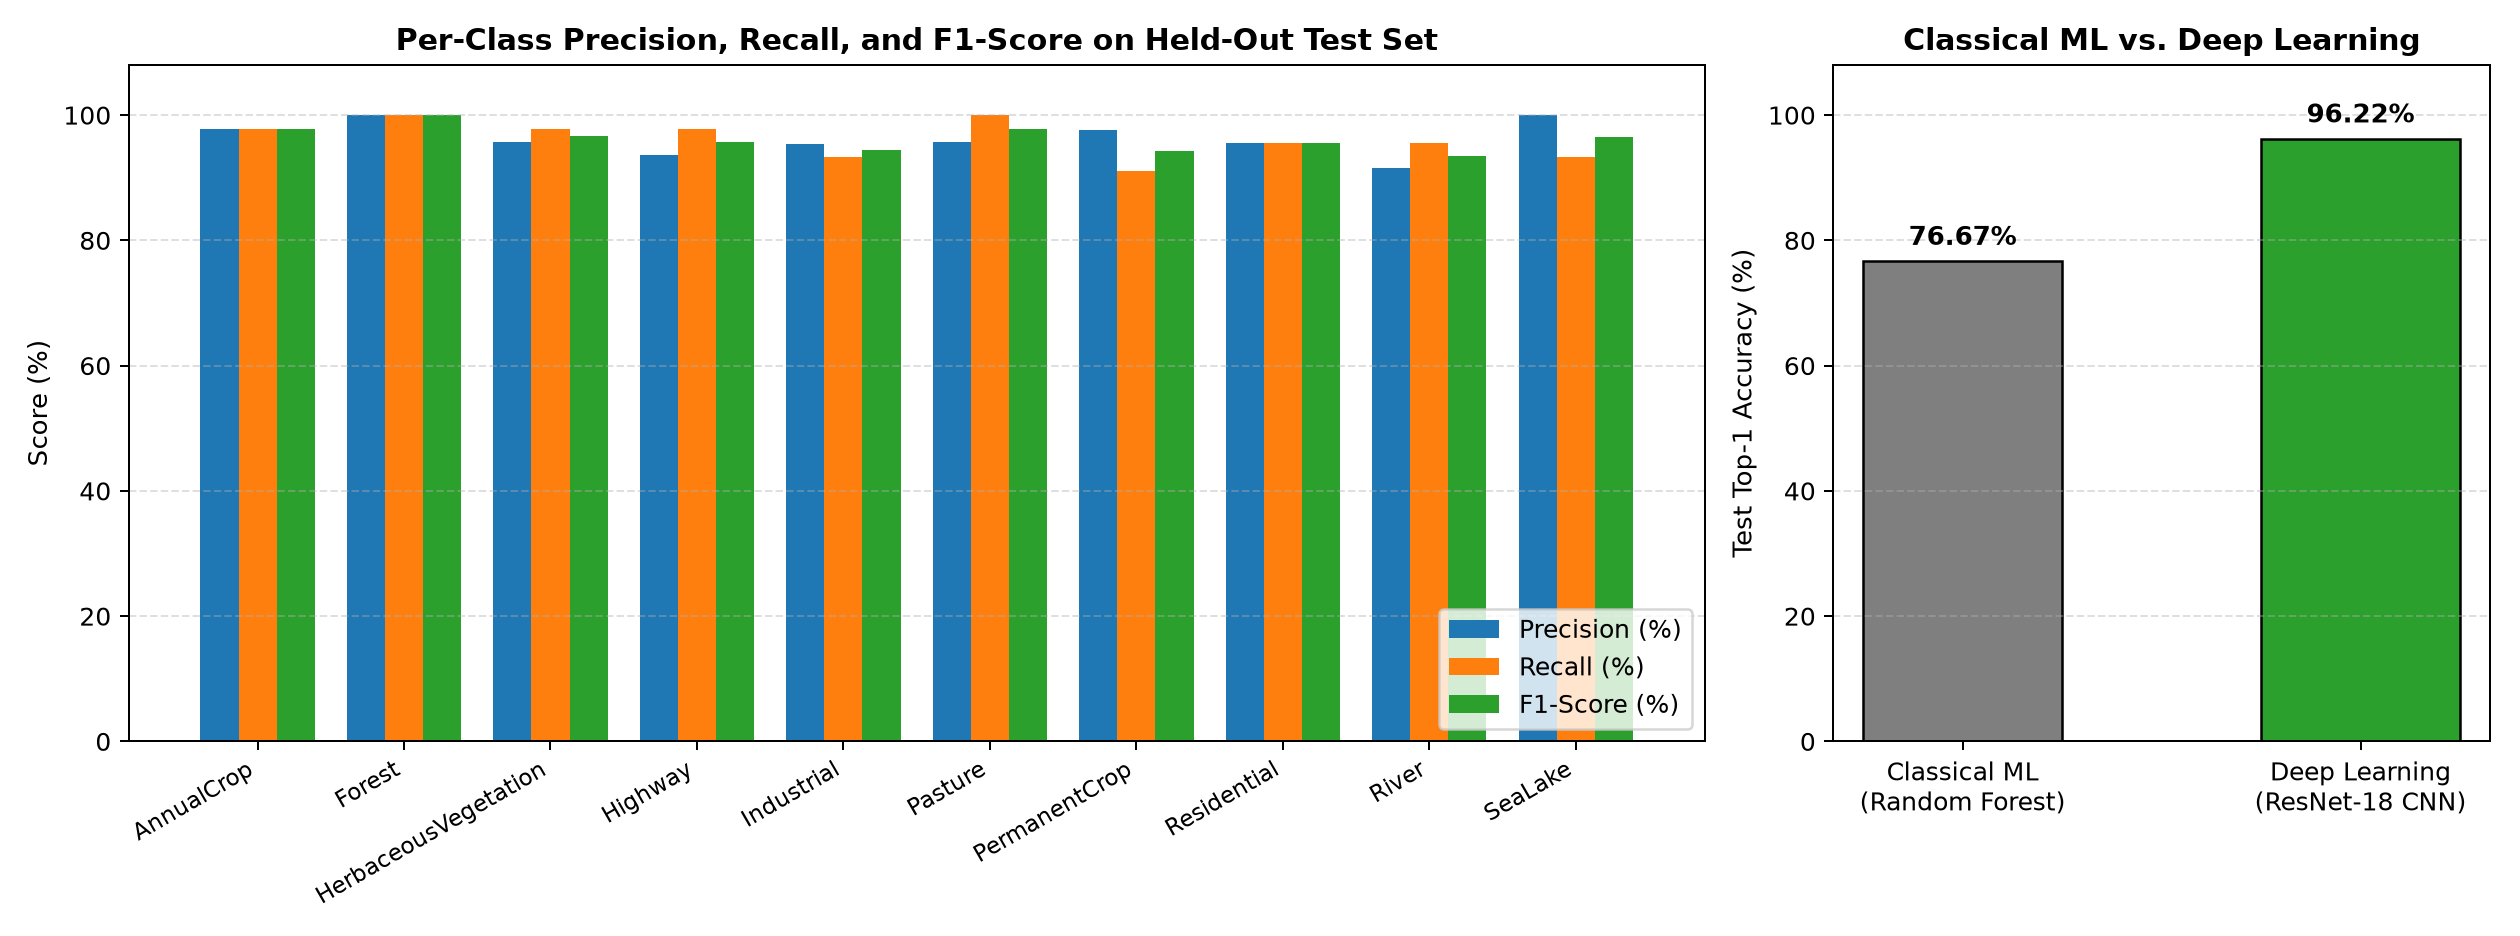 Per-Class Precision, Recall, and F1-Score on Held-Out Test Set
Score (%)
100
80
60
40
20
0
AnnualCrop
Forest
HerbaceousVegetation
Highway
Industrial
Pasture
PermanentCrop
Residential
River
SeaLake
Precision (%)
Recall (%)
F1-Score (%)
Classical ML vs. Deep Learning
Test Top-1 Accuracy (%)
100
80
60
40
20
0
76.67%
96.22%
Classical ML
(Random Forest)
Deep Learning
(ResNet-18 CNN)